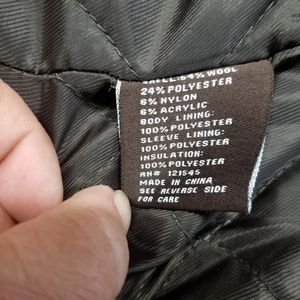 SHELL: 64% WOOL
24% POLYESTER
6% NYLON
6% ACRYLIC
BODY LINING:
100% POLYESTER
SLEEVE LINING:
100% POLYESTER
INSULATION:
100% POLYESTER
RN# 121545
MADE IN CHINA
SEE REVERSE SIDE
FOR CARE